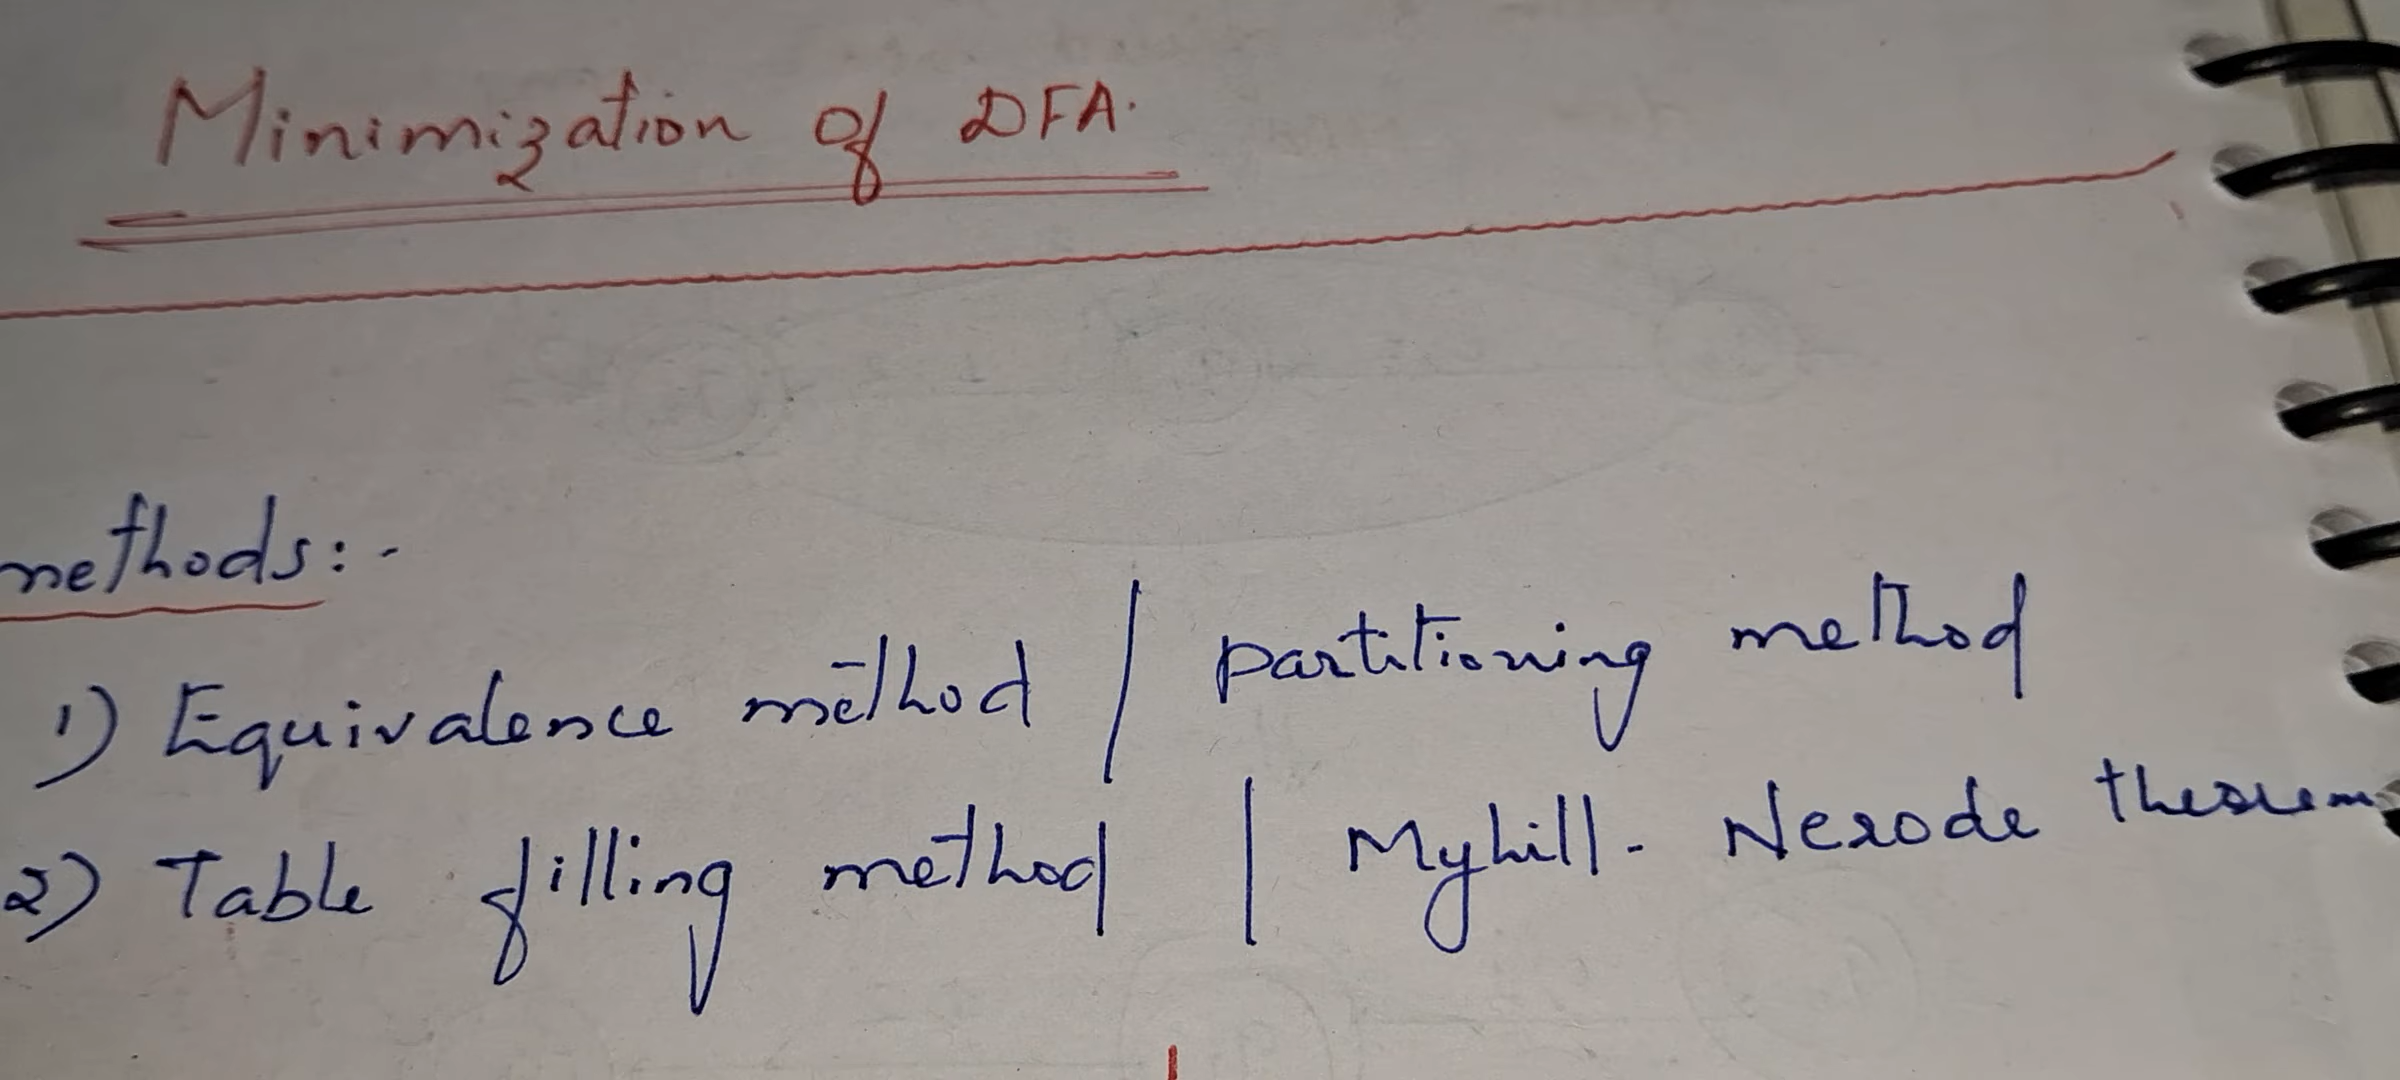 Minimization of DFA.
methods:-
1) Equivalence method / partitioning method
2) Table filling method / Myhill - Nerode theorem